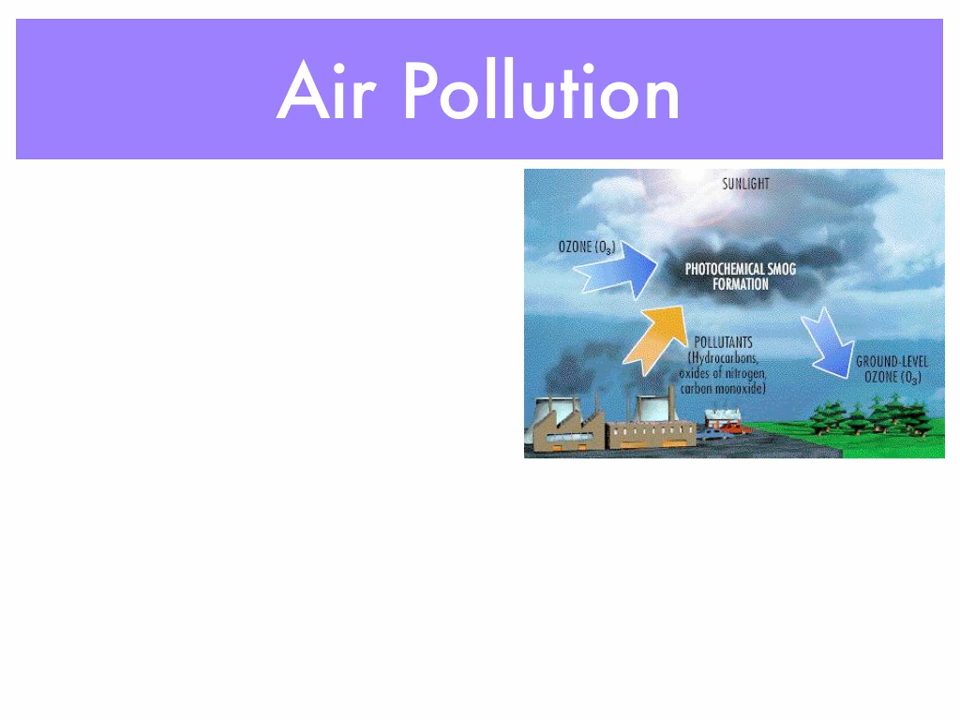 Air Pollution
SUNLIGHT
OZONE (O₃)
PHOTOCHEMICAL SMOG
FORMATION
POLLUTANTS
(Hydrocarbons,
oxides of nitrogen,
carbon monoxide)
GROUND-LEVEL
OZONE (O₃)